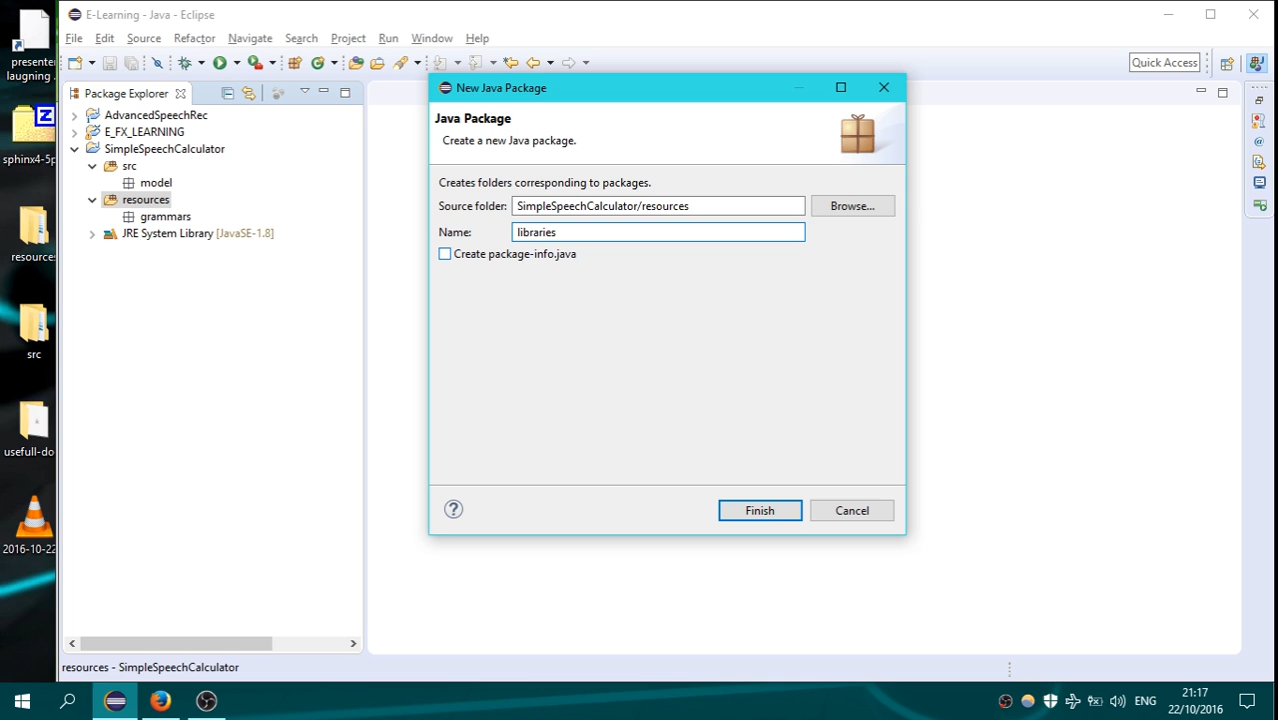 E-Learning - Java - Eclipse
File Edit Source Refactor Navigate Search Project Run Window Help
Quick Access
Package Explorer
AdvancedSpeechRec
E_FX_LEARNING
SimpleSpeechCalculator
src
model
resources
grammars
JRE System Library [JavaSE-1.8]
New Java Package
Java Package
Create a new Java package.
Creates folders corresponding to packages.
Source folder: SimpleSpeechCalculator/resources Browse...
Name: libraries
Create package-info.java
? Finish Cancel
resources - SimpleSpeechCalculator
presenter
laugning
Z
sphinx4-5p
resources
src
usefull-do
2016-10-22
ENG
21:17
22/10/2016